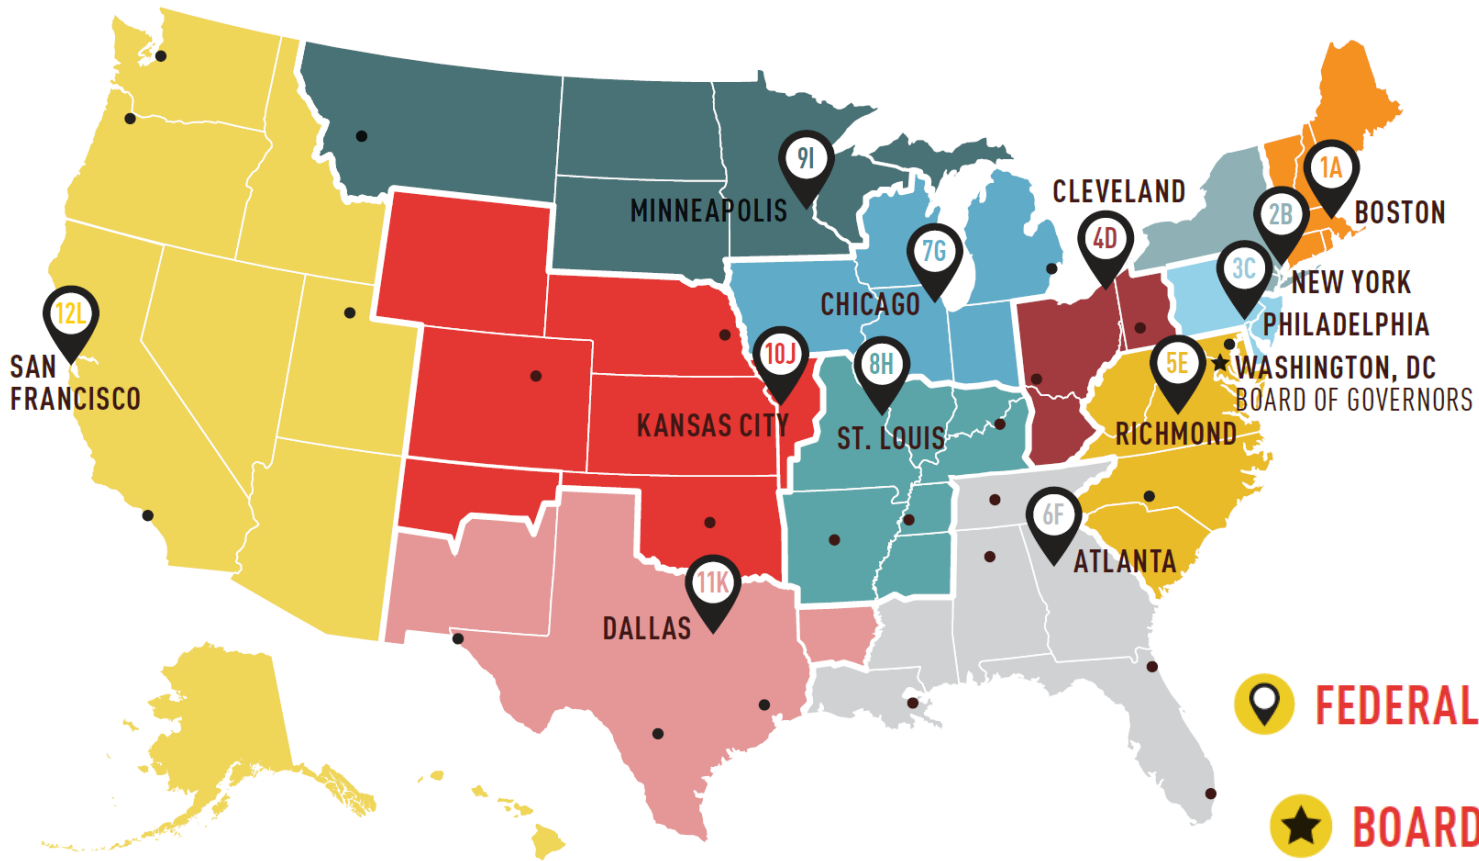 9I
MINNEAPOLIS
CLEVELAND
4D
1A
BOSTON
2B
NEW YORK
3C
PHILADELPHIA
7G
CHICAGO
12L
SAN
FRANCISCO
10J
KANSAS CITY
8H
ST. LOUIS
5E
RICHMOND
WASHINGTON, DC
BOARD OF GOVERNORS
6F
ATLANTA
11K
DALLAS
FEDERAL
BOARD